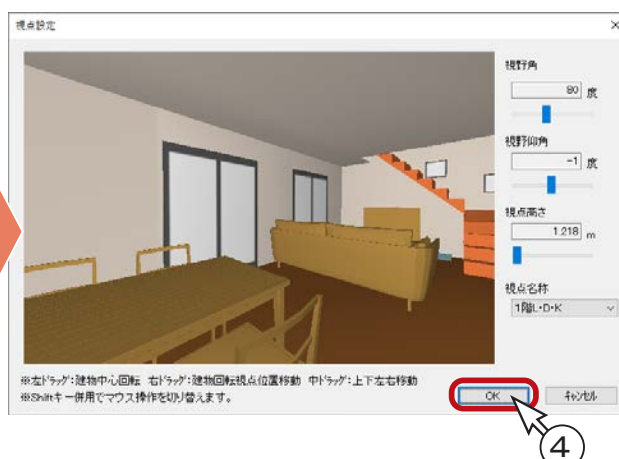 視点設定
視野角
80 度
視野仰角
-1 度
視点高さ
1.218 m
視点名称
1階L・D・K
※左ドラッグ：建物中心回転 右ドラッグ：建物回転視点位置移動 中ドラッグ：上下左右移動
※Shiftキー併用でマウス操作を切り替えます。
OK キャンセル
4